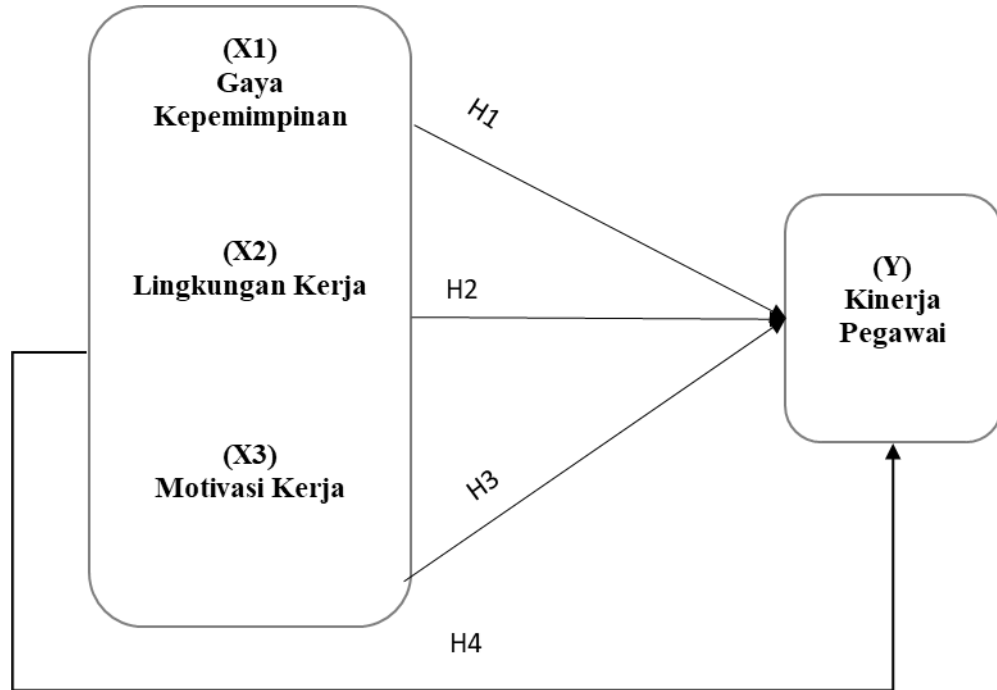 (X1)
Gaya
Kepemimpinan
H1
(X2)
Lingkungan Kerja
H2
(Y)
Kinerja
Pegawai
(X3)
Motivasi Kerja
H3
H4